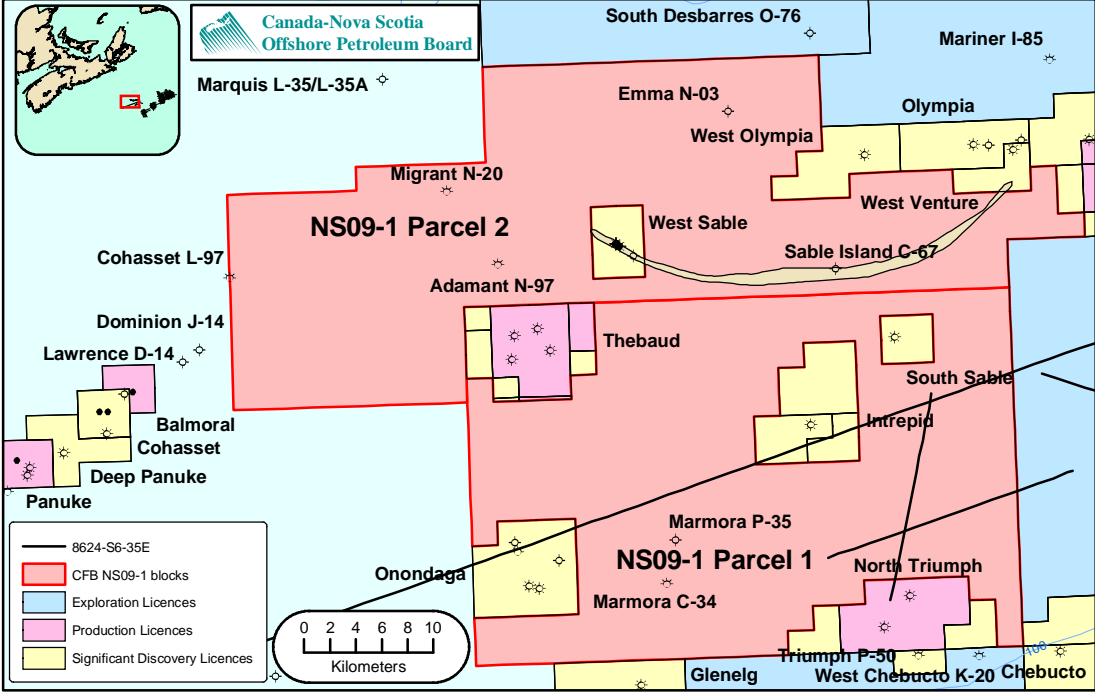 Canada-Nova Scotia
Offshore Petroleum Board
South Desbarres O-76
Mariner I-85
Marquis L-35/L-35A
Emma N-03
Olympia
West Olympia
Migrant N-20
West Venture
NS09-1 Parcel 2
West Sable
Sable Island C-67
Cohasset L-97
Adamant N-97
Dominion J-14
Thebaud
Lawrence D-14
South Sable
Balmoral
Intrepid
Cohasset
Deep Panuke
Panuke
Marmora P-35
8624-S6-35E
NS09-1 Parcel 1
CFB NS09-1 blocks
Onondaga
North Triumph
Exploration Licences
Marmora C-34
Production Licences
0 2 4 6 8 10
Kilometers
Significant Discovery Licences
Triumph P-50
100
Glenelg
West Chebucto K-20
Chebucto